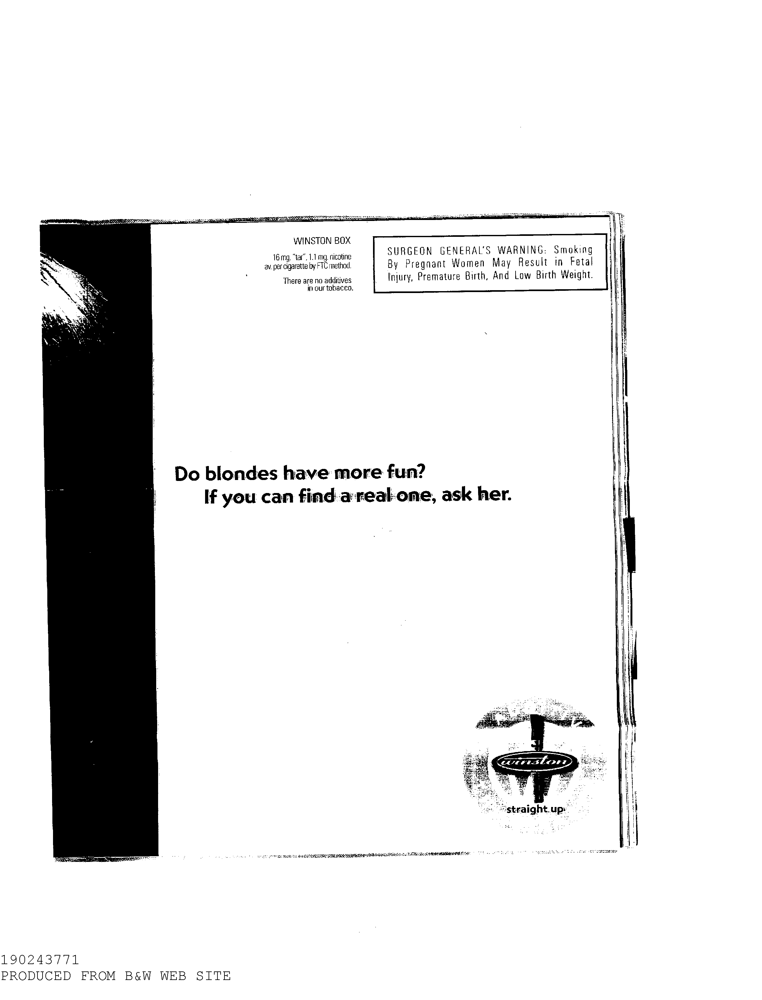 WINSTON BOX
16 mg. "tar", 1.1 mg. nicotine
av. per cigarette by FTC method.
There are no additives
in our tobacco.
SURGEON GENERAL'S WARNING: Smoking
By Pregnant Women May Result in Fetal
Injury, Premature Birth, And Low Birth Weight.
Do blondes have more fun?
If you can find a real one, ask her.
winston
straight up.
190243771
PRODUCED FROM B&W WEB SITE